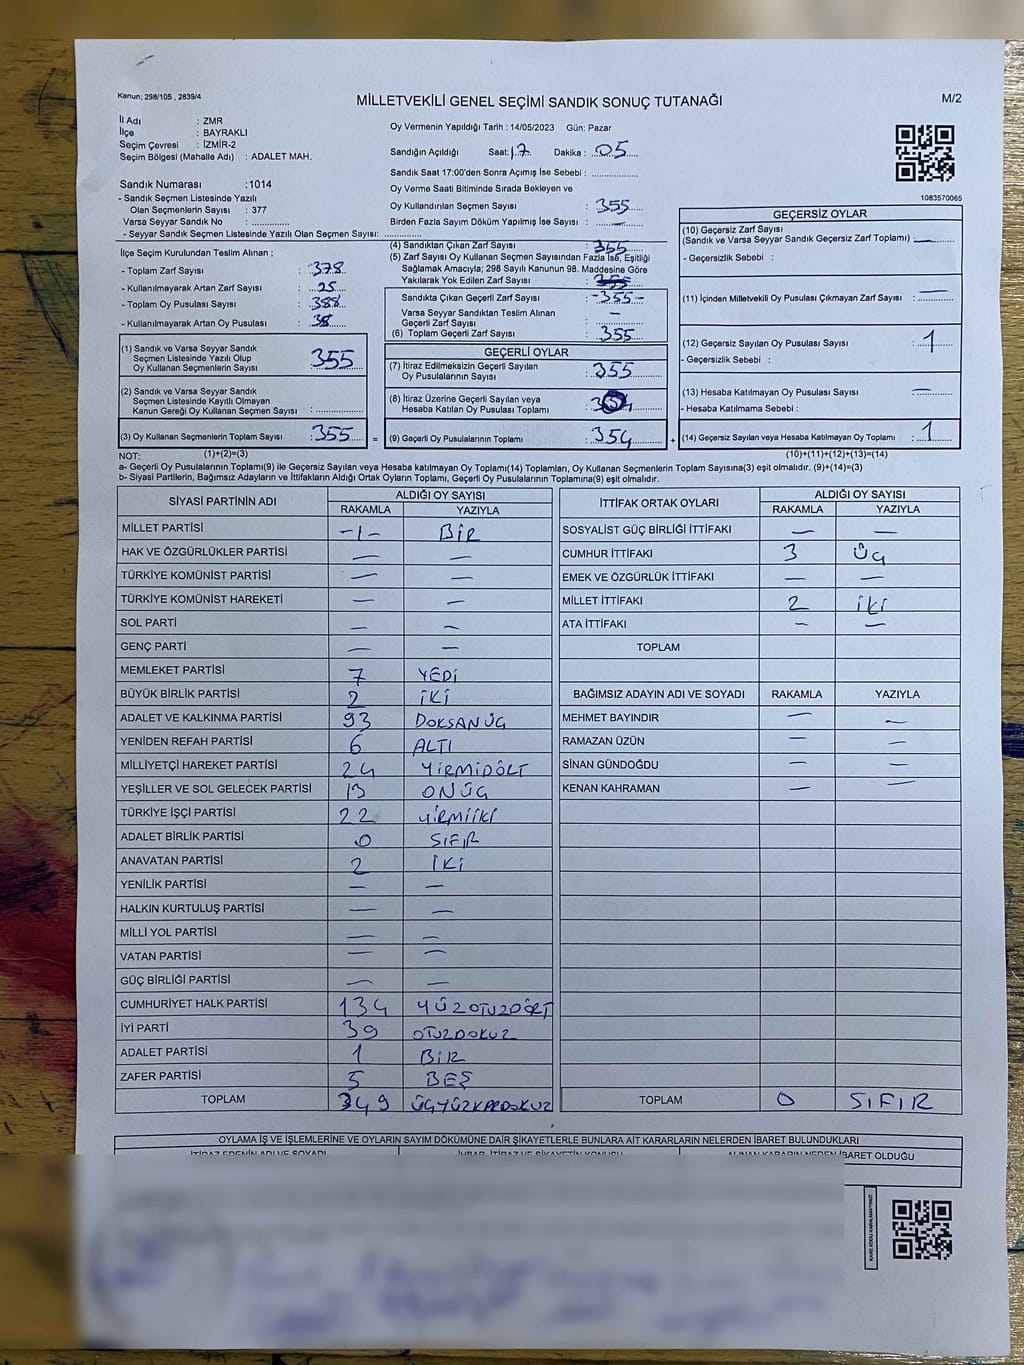 Kanun; 298/105 , 2839/4
MİLLETVEKİLİ GENEL SEÇİMİ SANDIK SONUÇ TUTANAĞI
M/2
İl Adı : ZMR
İlçe : BAYRAKLI
Seçim Çevresi : İZMİR-2
Seçim Bölgesi (Mahalle Adı) : ADALET MAH.
Sandık Numarası :1014
- Sandık Seçmen Listesinde Yazılı
Olan Seçmenlerin Sayısı : 377
Varsa Seyyar Sandık No :
- Seyyar Sandık Seçmen Listesinde Yazılı Olan Seçmen Sayısı:
Oy Vermenin Yapıldığı Tarih : 14/05/2023 Gün: Pazar
Sandığın Açıldığı Saat: 17 Dakika : 05
Sandık Saat 17:00'den Sonra Açımış İse Sebebi :
Oy Verme Saati Bitiminde Sırada Bekleyen ve
Oy Kullandırılan Seçmen Sayısı : 355
Birden Fazla Sayım Döküm Yapılmış İse Sayısı : —
1083570065
İlçe Seçim Kurulundan Teslim Alınan ;
- Toplam Zarf Sayısı : 378
- Kullanılmayarak Artan Zarf Sayısı : 25
- Toplam Oy Pusulası Sayısı : 388
- Kullanılmayarak Artan Oy Pusulası :
(1) Sandık ve Varsa Seyyar Sandık
Seçmen Listesinde Yazılı Olup
Oy Kullanan Seçmenlerin Sayısı : 355
(2) Sandık ve Varsa Seyyar Sandık
Seçmen Listesinde Kayıtlı Olmayan
Kanun Gereği Oy Kullanan Seçmen Sayısı :
(3) Oy Kullanan Seçmenlerin Toplam Sayısı : 355 =
(4) Sandıktan Çıkan Zarf Sayısı : 355
(5) Zarf Sayısı Oy Kullanan Seçmen Sayısından Fazla İse, Eşitliği
Sağlamak Amacıyla; 298 Sayılı Kanunun 98. Maddesine Göre
Yakılarak Yok Edilen Zarf Sayısı : 355
Sandıkta Çıkan Geçerli Zarf Sayısı : -355-
Varsa Seyyar Sandıktan Teslim Alınan
Geçerli Zarf Sayısı : —
(6) Toplam Geçerli Zarf Sayısı : 355
GEÇERLİ OYLAR
(7) İtiraz Edilmeksizin Geçerli Sayılan
Oy Pusulalarının Sayısı : 355
(8) İtiraz Üzerine Geçerli Sayılan veya
Hesaba Katılan Oy Pusulası Toplamı :
(9) Geçerli Oy Pusulalarının Toplamı : 354 +
GEÇERSİZ OYLAR
(10) Geçersiz Zarf Sayısı
(Sandık ve Varsa Seyyar Sandık Geçersiz Zarf Toplamı) : —
- Geçersizlik Sebebi :
(11) İçinden Milletvekili Oy Pusulası Çıkmayan Zarf Sayısı : —
(12) Geçersiz Sayılan Oy Pusulası Sayısı : 1
- Geçersizlik Sebebi :
(13) Hesaba Katılmayan Oy Pusulası Sayısı : —
- Hesaba Katılmama Sebebi :
(14) Geçersiz Sayılan veya Hesaba Katılmayan Oy Toplamı : 1
NOT: (1)+(2)=(3) (10)+(11)+(12)+(13)=(14)
a- Geçerli Oy Pusulalarının Toplamı(9) ile Geçersiz Sayılan veya Hesaba katılmayan Oy Toplamı(14) Toplamları, Oy Kullanan Seçmenlerin Toplam Sayısına(3) eşit olmalıdır. (9)+(14)=(3)
b- Siyasi Partilerin, Bağımsız Adayların ve İttifakların Aldığı Ortak Oyların Toplamı, Geçerli Oy Pusulalarının Toplamına(9) eşit olmalıdır.
SİYASİ PARTİNİN ADI ALDIĞI OY SAYISI
RAKAMLA YAZIYLA
MİLLET PARTİSİ -1- BİR
HAK VE ÖZGÜRLÜKLER PARTİSİ — —
TÜRKİYE KOMÜNİST PARTİSİ — —
TÜRKİYE KOMÜNİST HAREKETİ — —
SOL PARTİ — —
GENÇ PARTİ — —
MEMLEKET PARTİSİ 7 YEDİ
BÜYÜK BİRLİK PARTİSİ 2 İKİ
ADALET VE KALKINMA PARTİSİ 93 DOKSANÜÇ
YENİDEN REFAH PARTİSİ 6 ALTI
MİLLİYETÇİ HAREKET PARTİSİ 24 YİRMİDÖRT
YEŞİLLER VE SOL GELECEK PARTİSİ 13 ONÜÇ
TÜRKİYE İŞÇİ PARTİSİ 22 YİRMİİKİ
ADALET BİRLİK PARTİSİ 0 SIFIR
ANAVATAN PARTİSİ 2 İKİ
YENİLİK PARTİSİ — —
HALKIN KURTULUŞ PARTİSİ — —
MİLLİ YOL PARTİSİ — —
VATAN PARTİSİ — —
GÜÇ BİRLİĞİ PARTİSİ — —
CUMHURİYET HALK PARTİSİ 134 YÜZOTUZDÖRT
İYİ PARTİ 39 OTUZDOKUZ
ADALET PARTİSİ 1 BİR
ZAFER PARTİSİ 5 BEŞ
TOPLAM 349
İTTİFAK ORTAK OYLARI ALDIĞI OY SAYISI
RAKAMLA YAZIYLA
SOSYALİST GÜÇ BİRLİĞİ İTTİFAKI — —
CUMHUR İTTİFAKI 3 ÜÇ
EMEK VE ÖZGÜRLÜK İTTİFAKI — —
MİLLET İTTİFAKI 2 İKİ
ATA İTTİFAKI — —
TOPLAM
BAĞIMSIZ ADAYIN ADI VE SOYADI RAKAMLA YAZIYLA
MEHMET BAYINDIR — —
RAMAZAN ÜZÜN — —
SİNAN GÜNDOĞDU — —
KENAN KAHRAMAN — —
TOPLAM 0 SIFIR
OYLAMA İŞ VE İŞLEMLERİNE VE OYLARIN SAYIM DÖKÜMÜNE DAİR ŞİKAYETLERLE BUNLARA AİT KARARLARIN NELERDEN İBARET BULUNDUKLARI
İTİRAZ EDENİN ADI VE SOYADI İHBAR, İTİRAZ VE ŞİKAYETİN KONUSU ALINAN KARARIN NEDEN İBARET OLDUĞU
KARE KODU KARALAMAYINIZ!